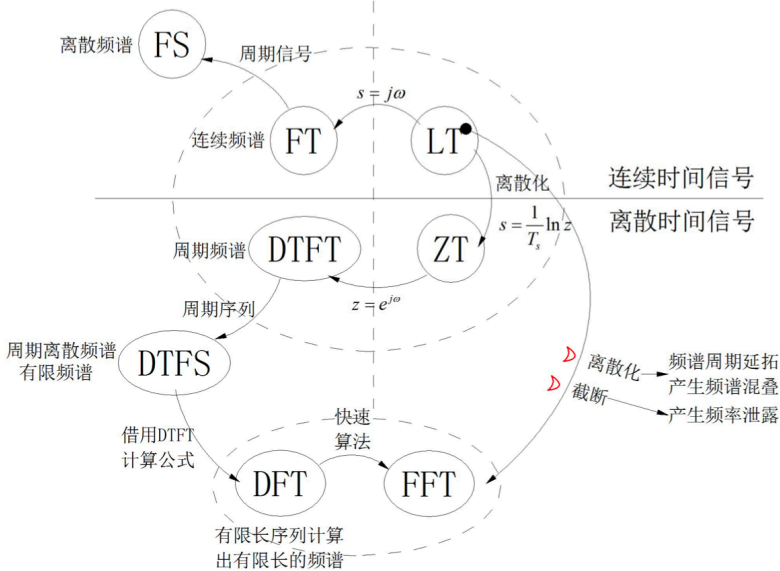 离散频谱
FS
周期信号
s = jω
连续频谱
FT
LT
离散化
连续时间信号
离散时间信号
s = \frac{1}{T_s} ln z
周期频谱
DTFT
ZT
z = e^{jω}
周期序列
周期离散频谱
有限频谱
DTFS
离散化
频谱周期延拓
产生频谱混叠
截断
产生频率泄露
借用DTFT
计算公式
快速
算法
DFT
FFT
有限长序列计算
出有限长的频谱